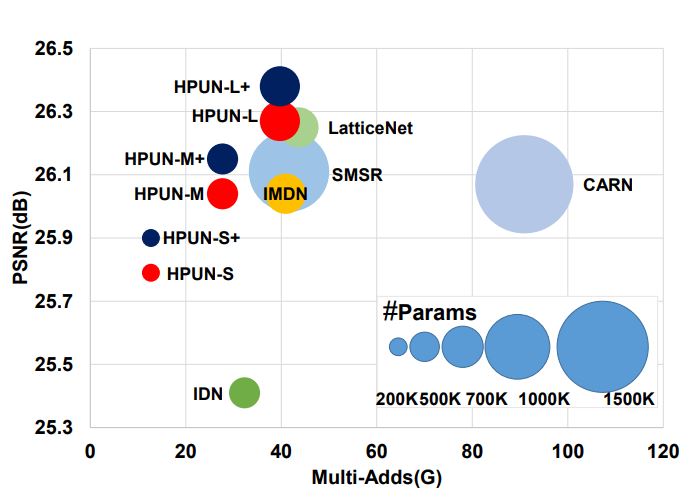 26.5
26.3
26.1
25.9
25.7
25.5
25.3
PSNR(dB)
HPUN-L+
HPUN-L
LatticeNet
HPUN-M+
SMSR
HPUN-M
IMDN
CARN
HPUN-S+
HPUN-S
IDN
#Params
200K 500K 700K 1000K 1500K
0 20 40 60 80 100 120
Multi-Adds(G)